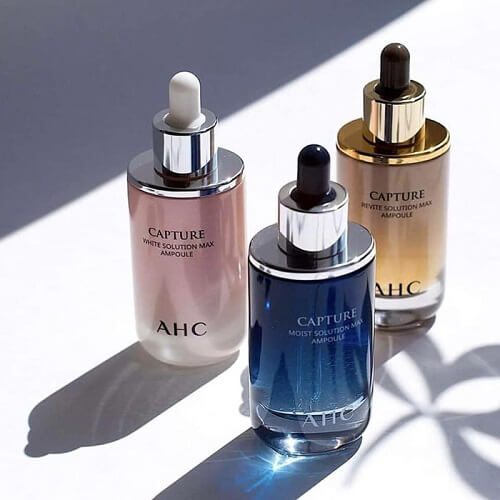 CAPTURE
WHITE SOLUTION MAX
AMPOULE
AHC
CAPTURE
MOIST SOLUTION MAX
AMPOULE
AHC
CAPTURE
REVITE SOLUTION MAX
AMPOULE
AHC